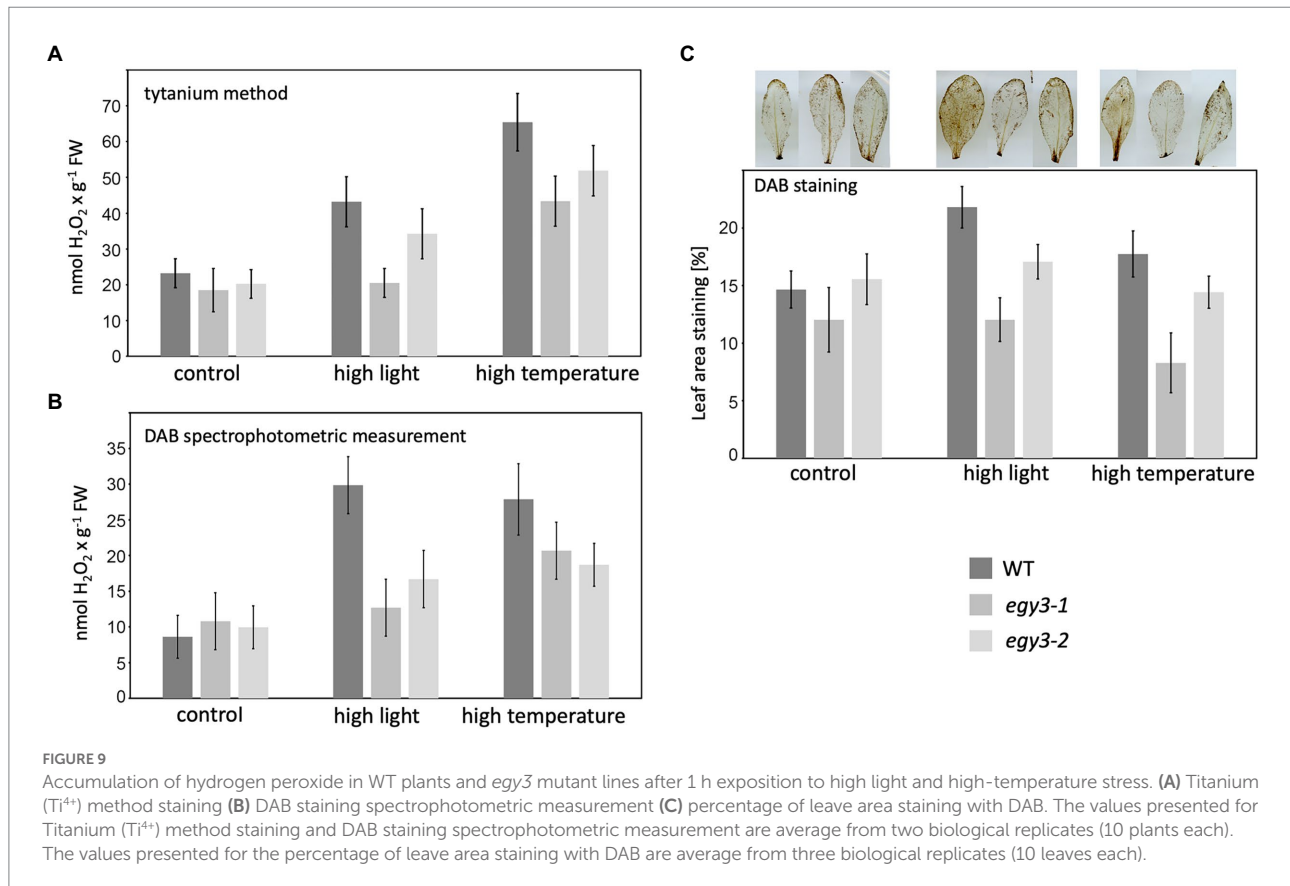 A
tytanium method
nmol H₂O₂ x g⁻¹ FW
70
60
50
40
30
20
10
0
control
high light
high temperature
B
DAB spectrophotometric measurement
nmol H₂O₂ x g⁻¹ FW
35
30
25
20
15
10
5
0
control
high light
high temperature
C
DAB staining
Leaf area staining [%]
20
15
10
5
0
control
high light
high temperature
WT
egy3-1
egy3-2
FIGURE 9
Accumulation of hydrogen peroxide in WT plants and egy3 mutant lines after 1 h exposition to high light and high-temperature stress. (A) Titanium
(Ti⁴⁺) method staining (B) DAB staining spectrophotometric measurement (C) percentage of leave area staining with DAB. The values presented for
Titanium (Ti⁴⁺) method staining and DAB staining spectrophotometric measurement are average from two biological replicates (10 plants each).
The values presented for the percentage of leave area staining with DAB are average from three biological replicates (10 leaves each).